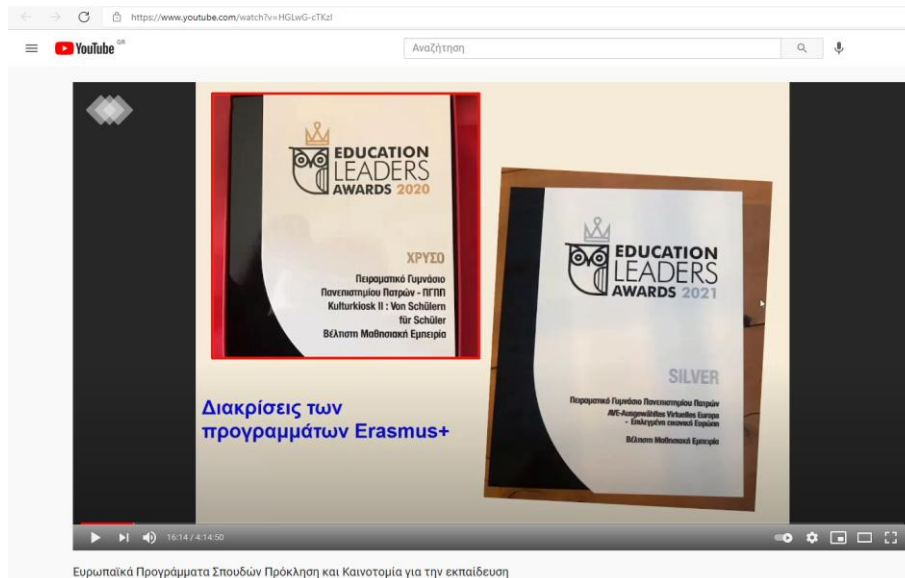 https://www.youtube.com/watch?v=HGLwG-cTKzI
YouTube GR
Αναζήτηση
EDUCATION
LEADERS
AWARDS 2020
ΧΡΥΣΟ
Πειραματικό Γυμνάσιο
Πανεπιστημίου Πατρών - ΠΓΠΠ
Kulturkiosk II : Von Schülern
für Schüler
Βέλτιστη Μαθησιακή Εμπειρία
EDUCATION
LEADERS
AWARDS 2021
SILVER
Πειραματικό Γυμνάσιο Πανεπιστημίου Πατρών
AVE-Ausgewähltes Virtuelles Europa
- Επιλεγμένη εικονική Ευρώπη
Βέλτιστη Μαθησιακή Εμπειρία
Διακρίσεις των
προγραμμάτων Erasmus+
16:14 / 4:14:50
Ευρωπαϊκά Προγράμματα Σπουδών Πρόκληση και Καινοτομία για την εκπαίδευση